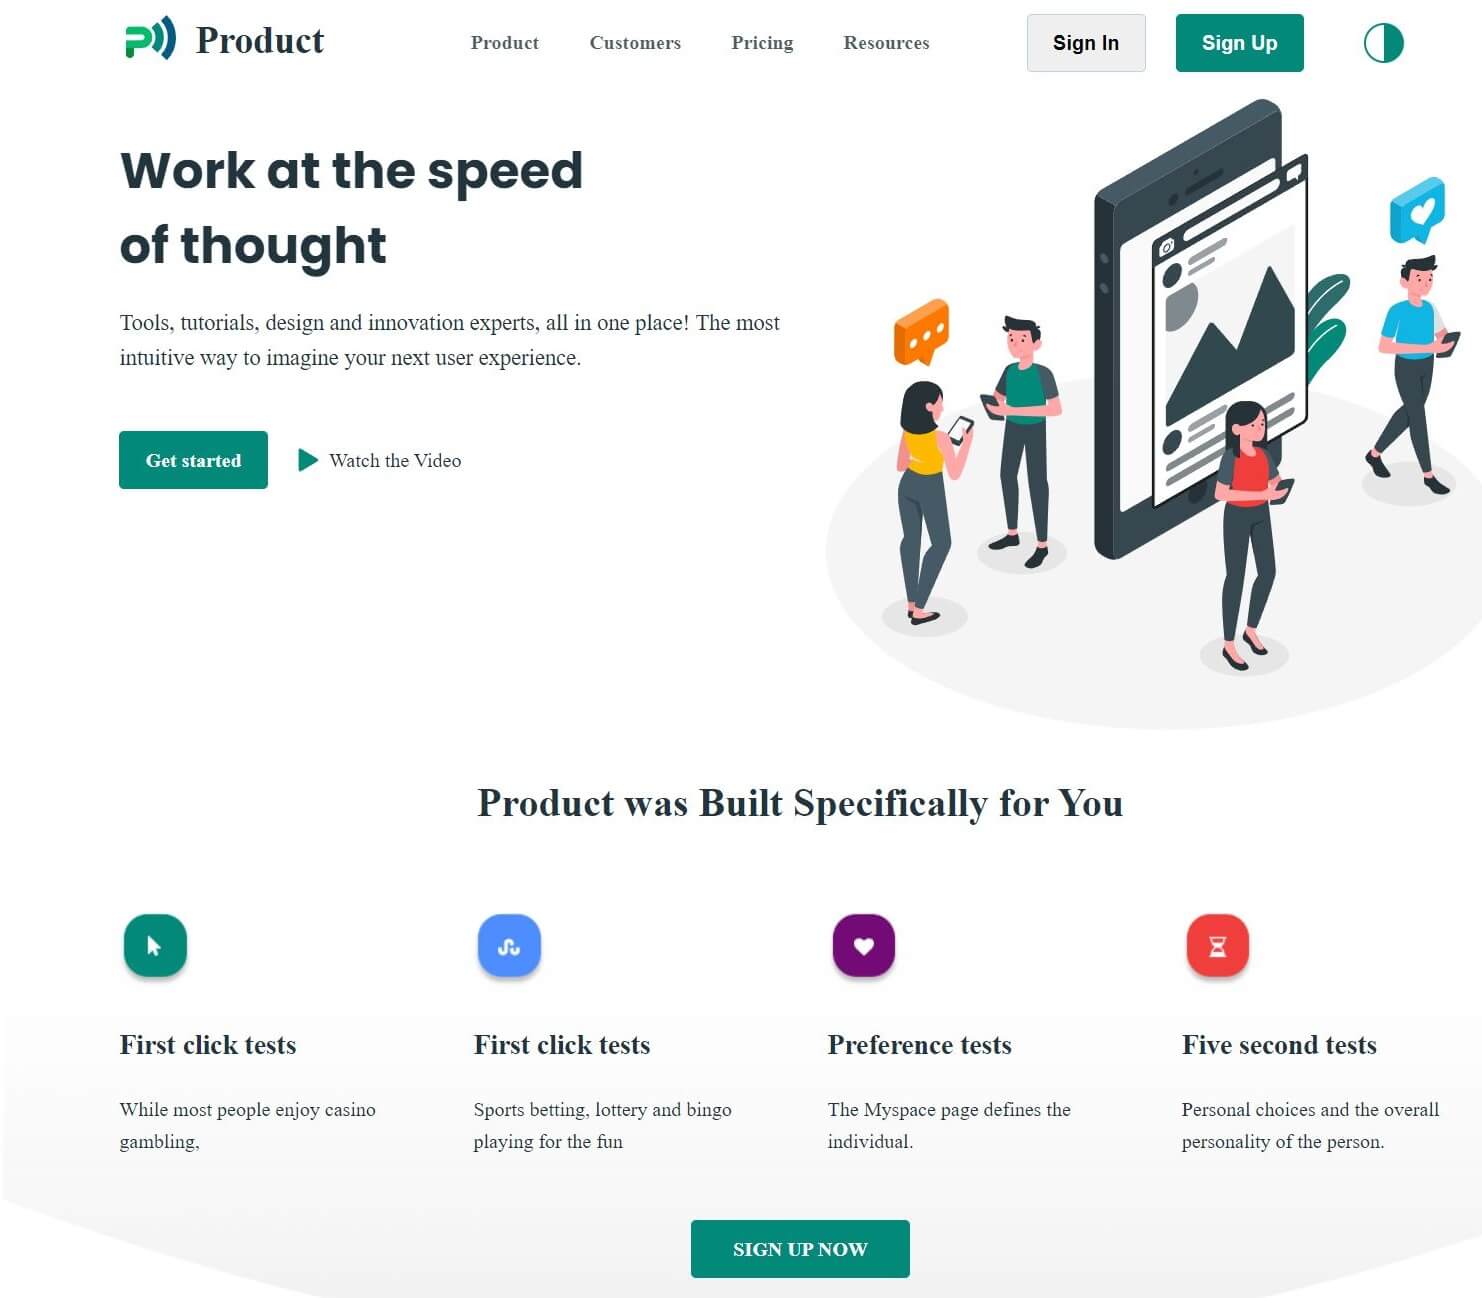 Product
Product Customers Pricing Resources Sign In Sign Up
Work at the speed
of thought
Tools, tutorials, design and innovation experts, all in one place! The most
intuitive way to imagine your next user experience.
Get started Watch the Video
Product was Built Specifically for You
First click tests
While most people enjoy casino
gambling,
First click tests
Sports betting, lottery and bingo
playing for the fun
Preference tests
The Myspace page defines the
individual.
Five second tests
Personal choices and the overall
personality of the person.
SIGN UP NOW